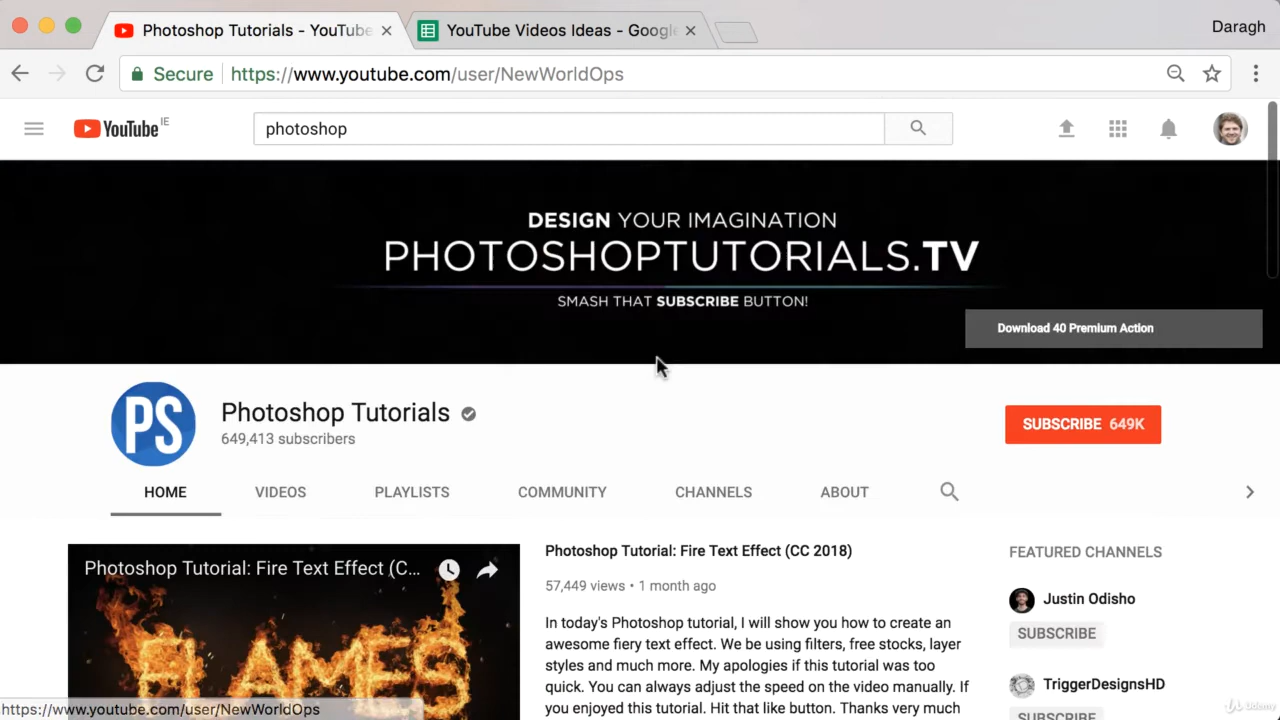 Photoshop Tutorials - YouTube
YouTube Videos Ideas - Google
Daragh
Secure
https://www.youtube.com/user/NewWorldOps
YouTube IE
photoshop
DESIGN YOUR IMAGINATION
PHOTOSHOPTUTORIALS.TV
SMASH THAT SUBSCRIBE BUTTON!
Download 40 Premium Action
PS
Photoshop Tutorials
649,413 subscribers
SUBSCRIBE 649K
HOME
VIDEOS
PLAYLISTS
COMMUNITY
CHANNELS
ABOUT
Photoshop Tutorial: Fire Text Effect (C...
FLAMES
Photoshop Tutorial: Fire Text Effect (CC 2018)
57,449 views • 1 month ago
In today's Photoshop tutorial, I will show you how to create an
awesome fiery text effect. We be using filters, free stocks, layer
styles and much more. My apologies if this tutorial was too
quick. You can always adjust the speed on the video manually. If
you enjoyed this tutorial. Hit that like button. Thanks very much
FEATURED CHANNELS
Justin Odisho
SUBSCRIBE
TriggerDesignsHD
SUBSCRIBE
https://www.youtube.com/user/NewWorldOps
Udemy